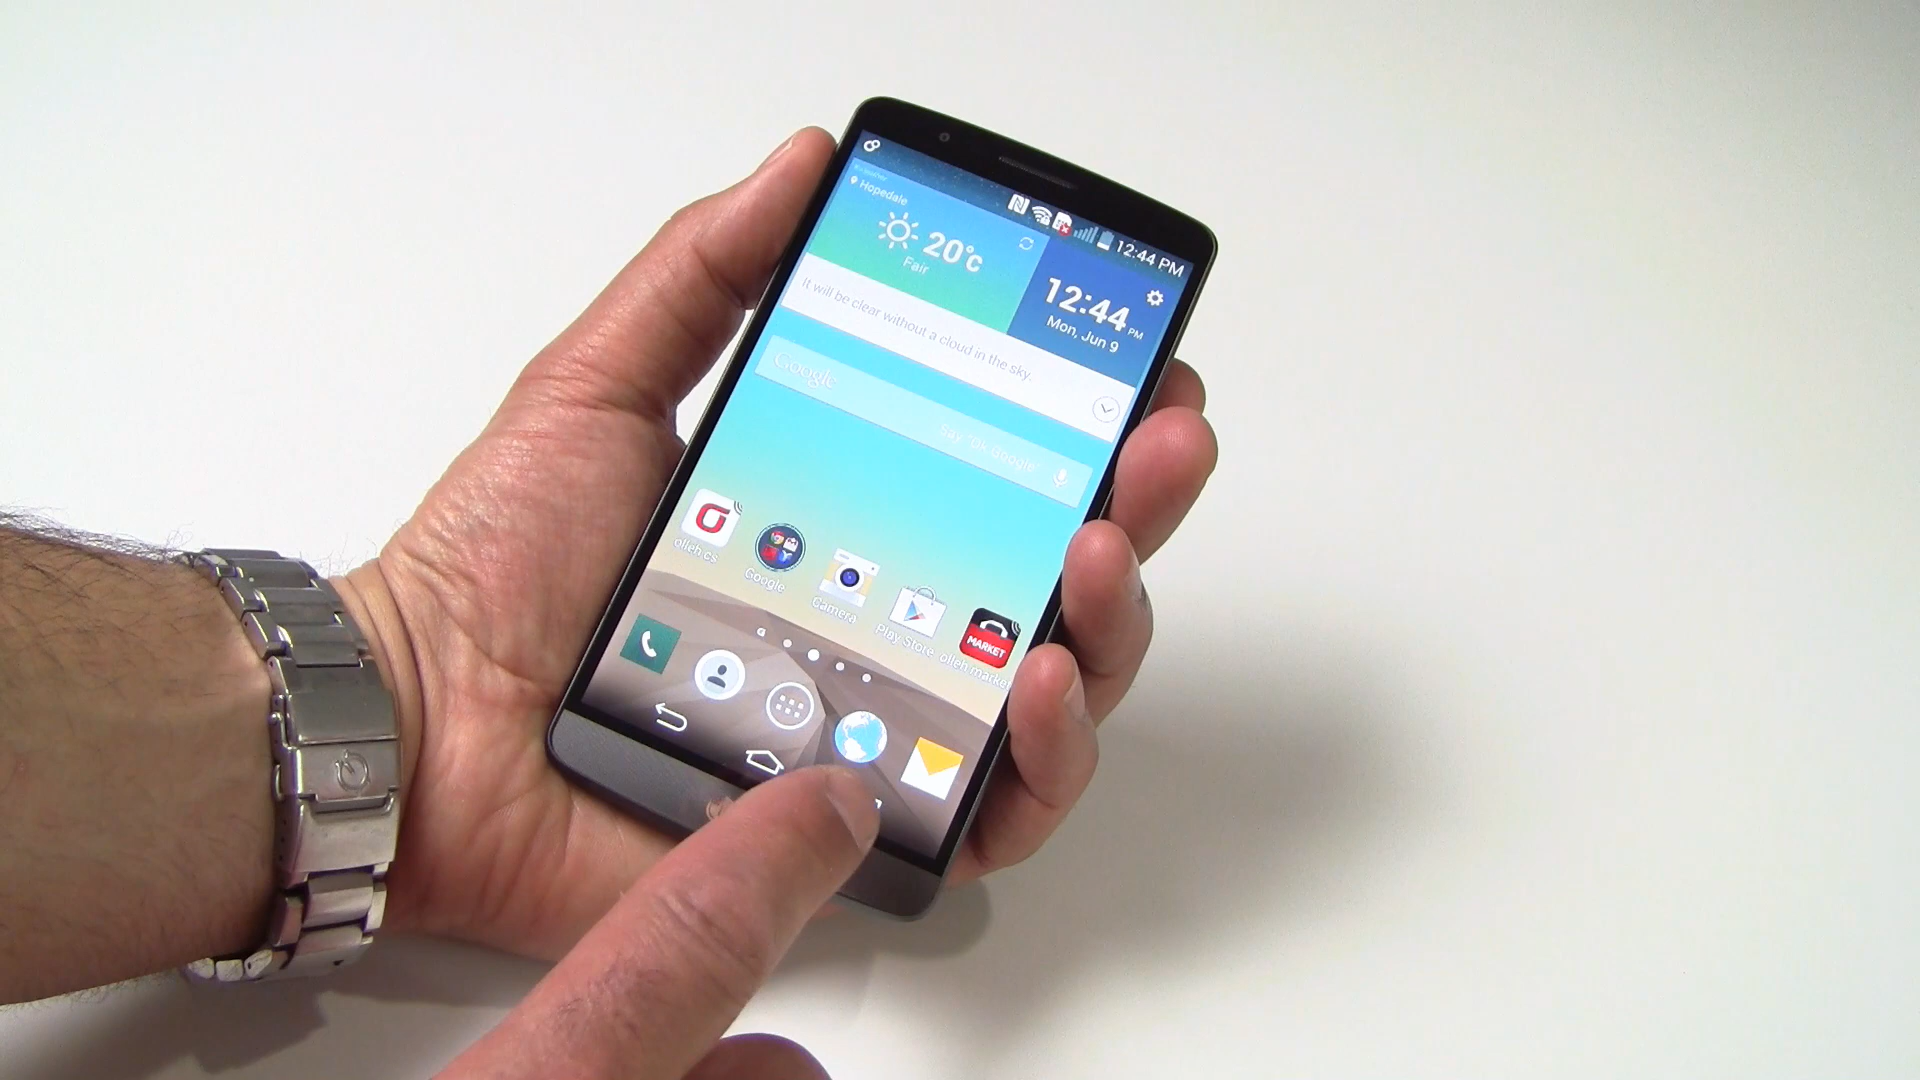 12:44 PM
Hopedale
20°c
Fair
12:44 PM
Mon, Jun 9
It will be clear without a cloud in the sky.
Google
Say "Ok Google"
olleh cs
Google
Camera
Play Store
MARKET
olleh market